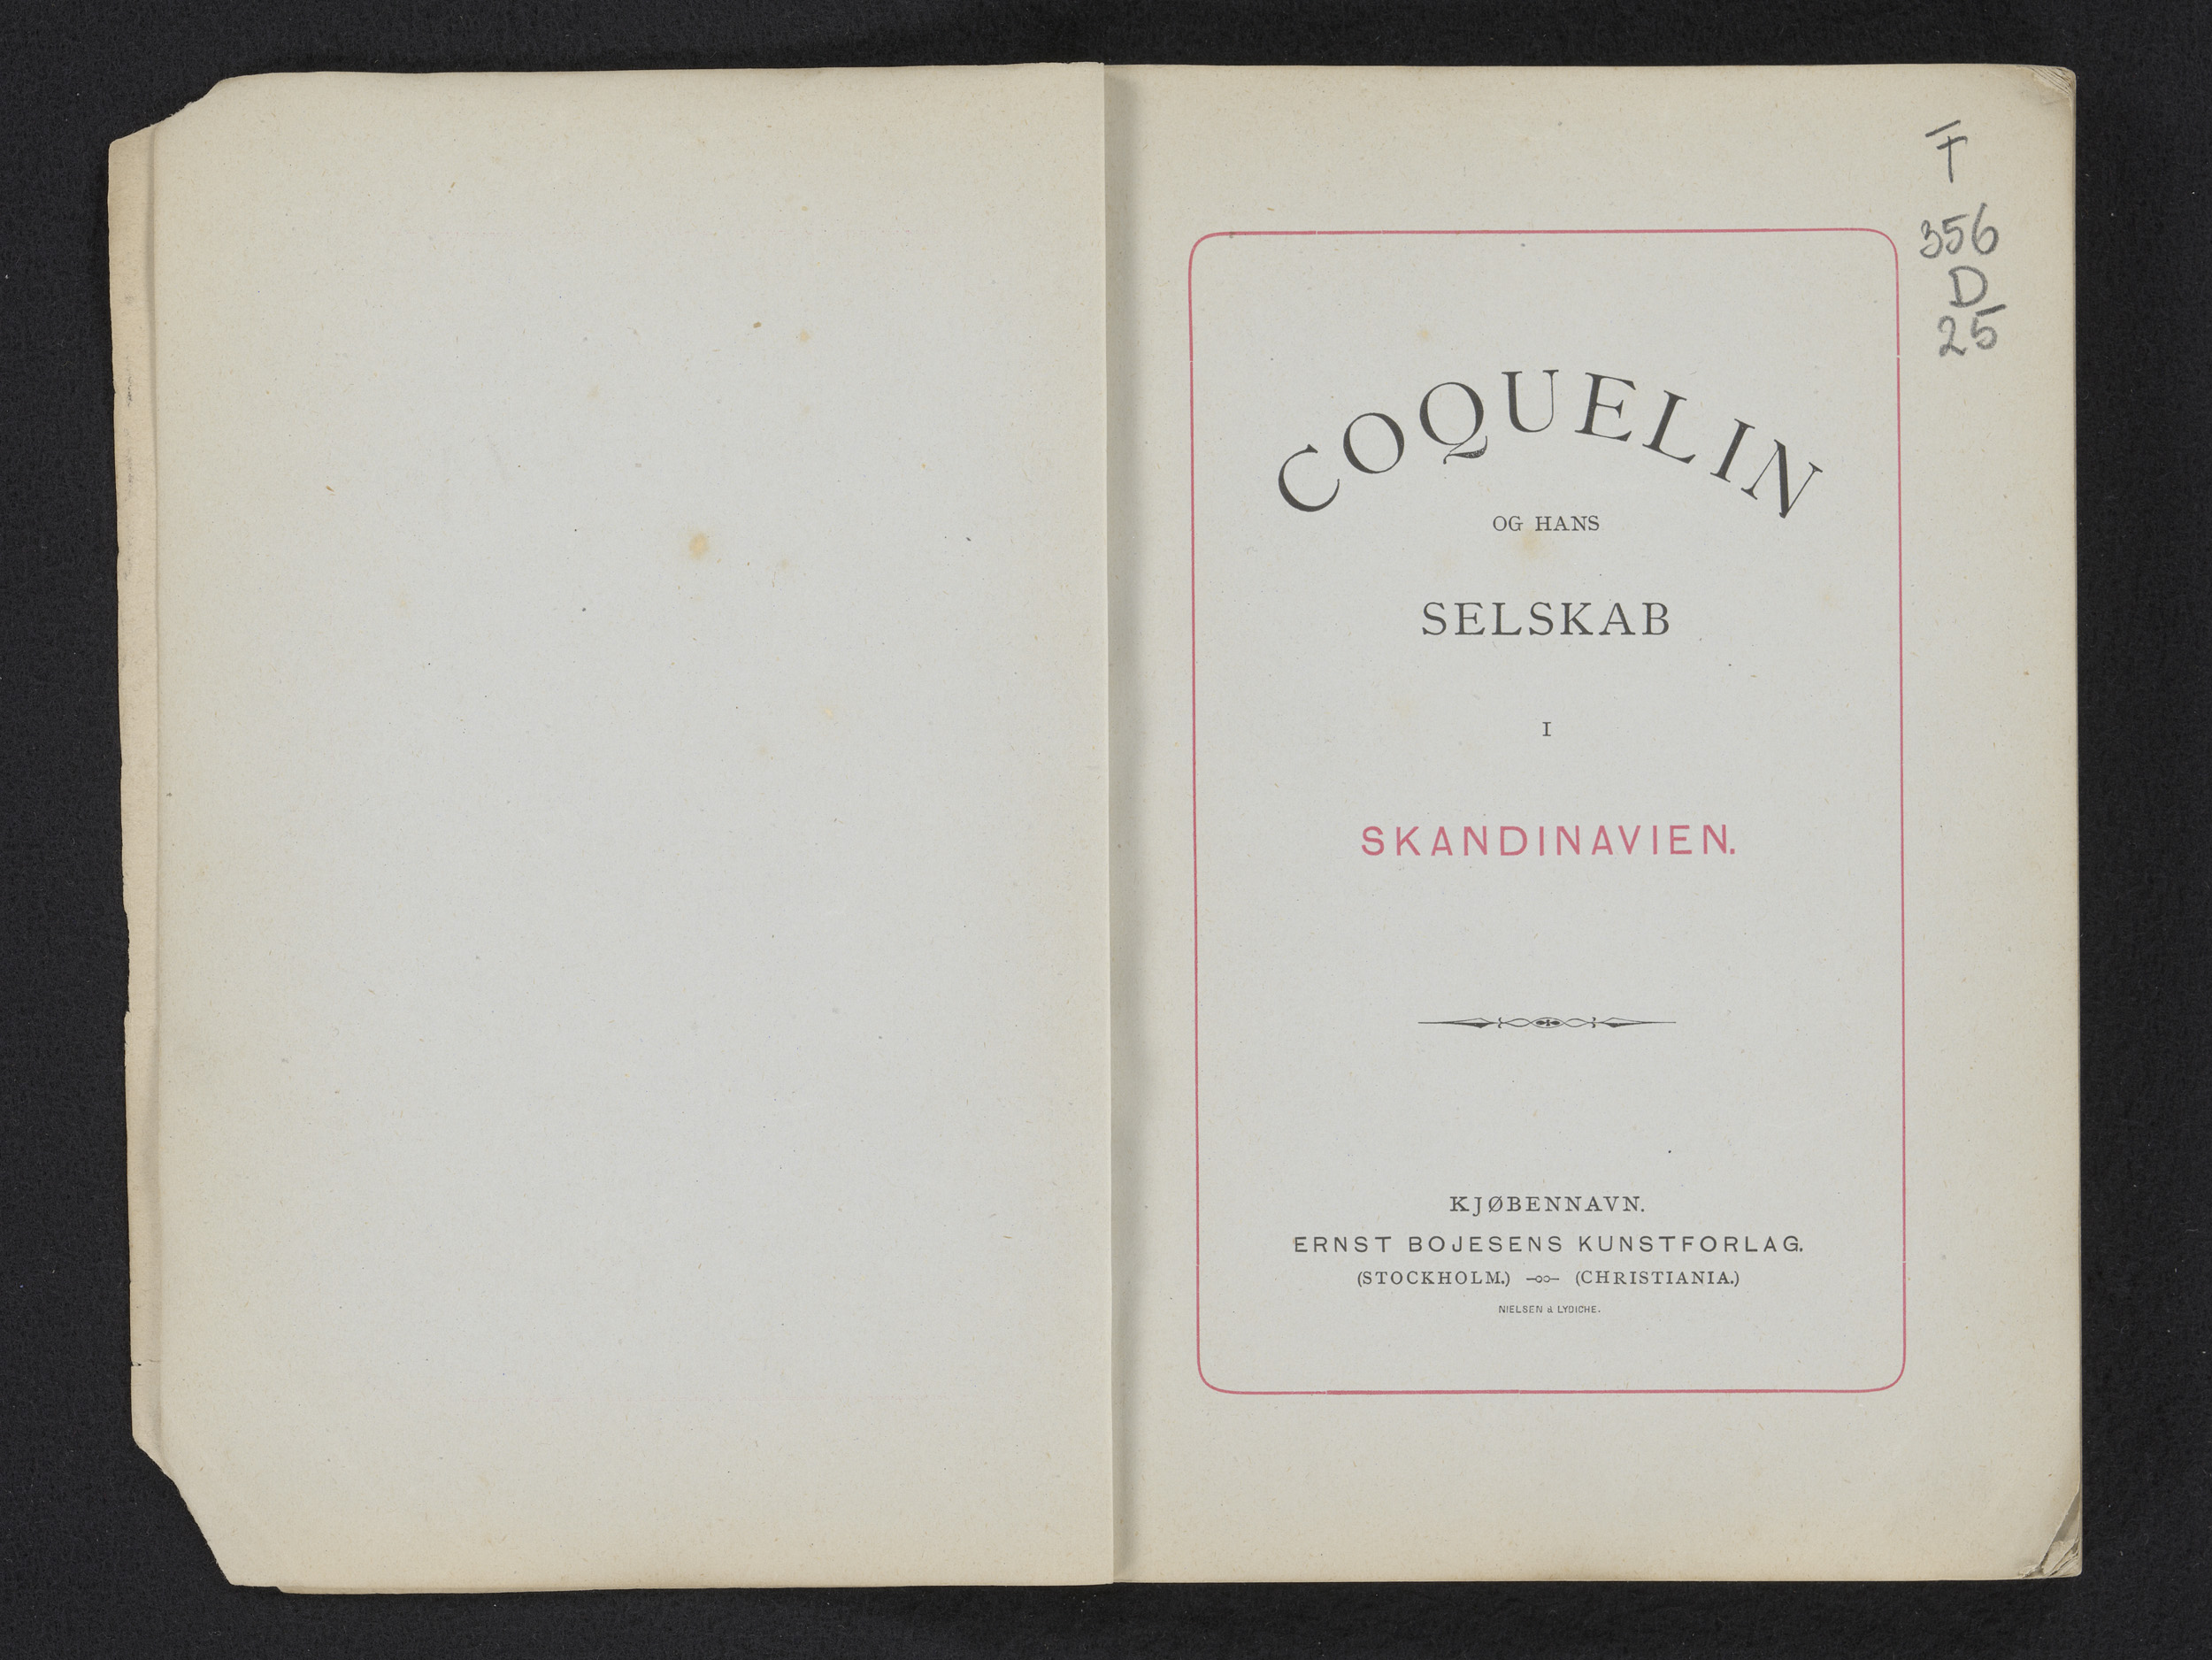 F
356
D
25
COQUELIN
OG HANS
SELSKAB
I
SKANDINAVIEN.
KJØBENNAVN.
ERNST BOJESENS KUNSTFORLAG.
(STOCKHOLM.) (CHRISTIANIA.)
NIELSEN & LYDICHE.